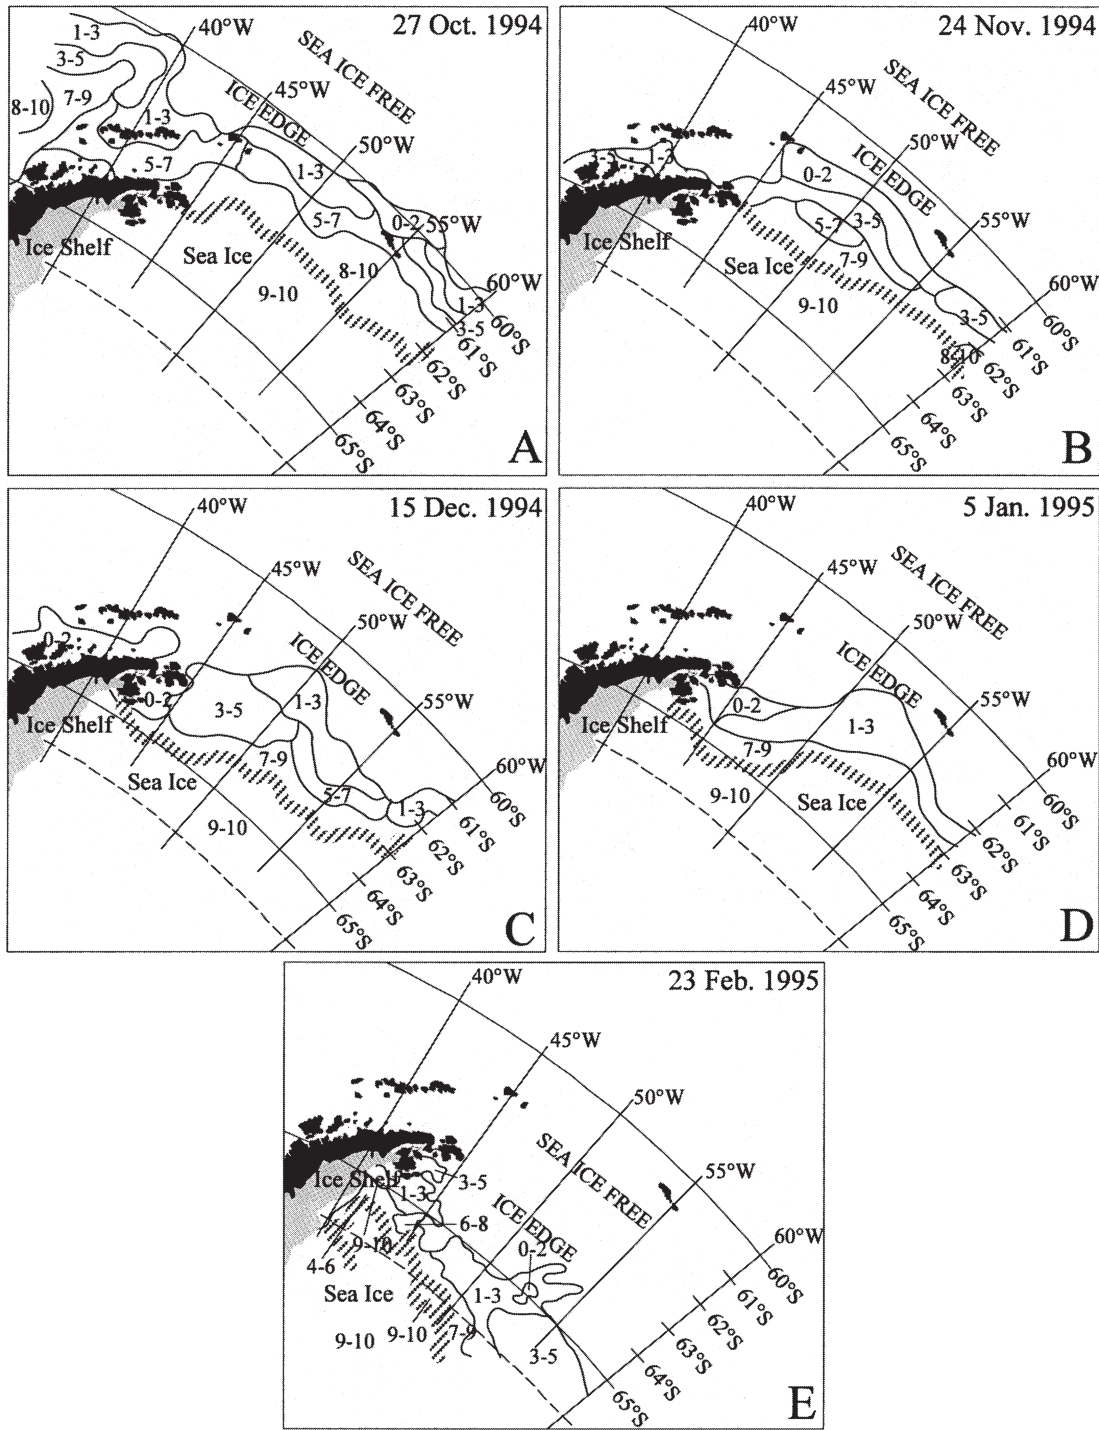 27 Oct. 1994
40°W
SEA ICE FREE
1-3
3-5
7-9
8-10
1-3
ICE EDGE
45°W
50°W
5-7
1-3
5-7
0-2
55°W
Ice Shelf
Sea Ice
8-10
9-10
60°W
1-3
3-5
60°S
61°S
62°S
63°S
64°S
65°S
A
24 Nov. 1994
40°W
SEA ICE FREE
45°W
50°W
3-5
1-3
0-2
ICE EDGE
55°W
5-7
3-5
Ice Shelf
Sea Ice
7-9
9-10
60°W
3-5
8-10
60°S
61°S
62°S
63°S
64°S
65°S
B
15 Dec. 1994
40°W
SEA ICE FREE
45°W
50°W
0-2
ICE EDGE
0-2
3-5
1-3
55°W
Ice Shelf
Sea Ice
7-9
5-7
1-3
9-10
60°W
60°S
61°S
62°S
63°S
64°S
65°S
C
5 Jan. 1995
40°W
SEA ICE FREE
45°W
50°W
ICE EDGE
0-2
1-3
55°W
Ice Shelf
7-9
9-10
Sea Ice
60°W
60°S
61°S
62°S
63°S
64°S
65°S
D
23 Feb. 1995
40°W
45°W
50°W
SEA ICE FREE
55°W
Ice Shelf
3-5
1-3
ICE EDGE
6-8
9-10
0-2
4-6
Sea Ice
1-3
9-10
9-10
7-9
3-5
60°W
60°S
61°S
62°S
63°S
64°S
65°S
E